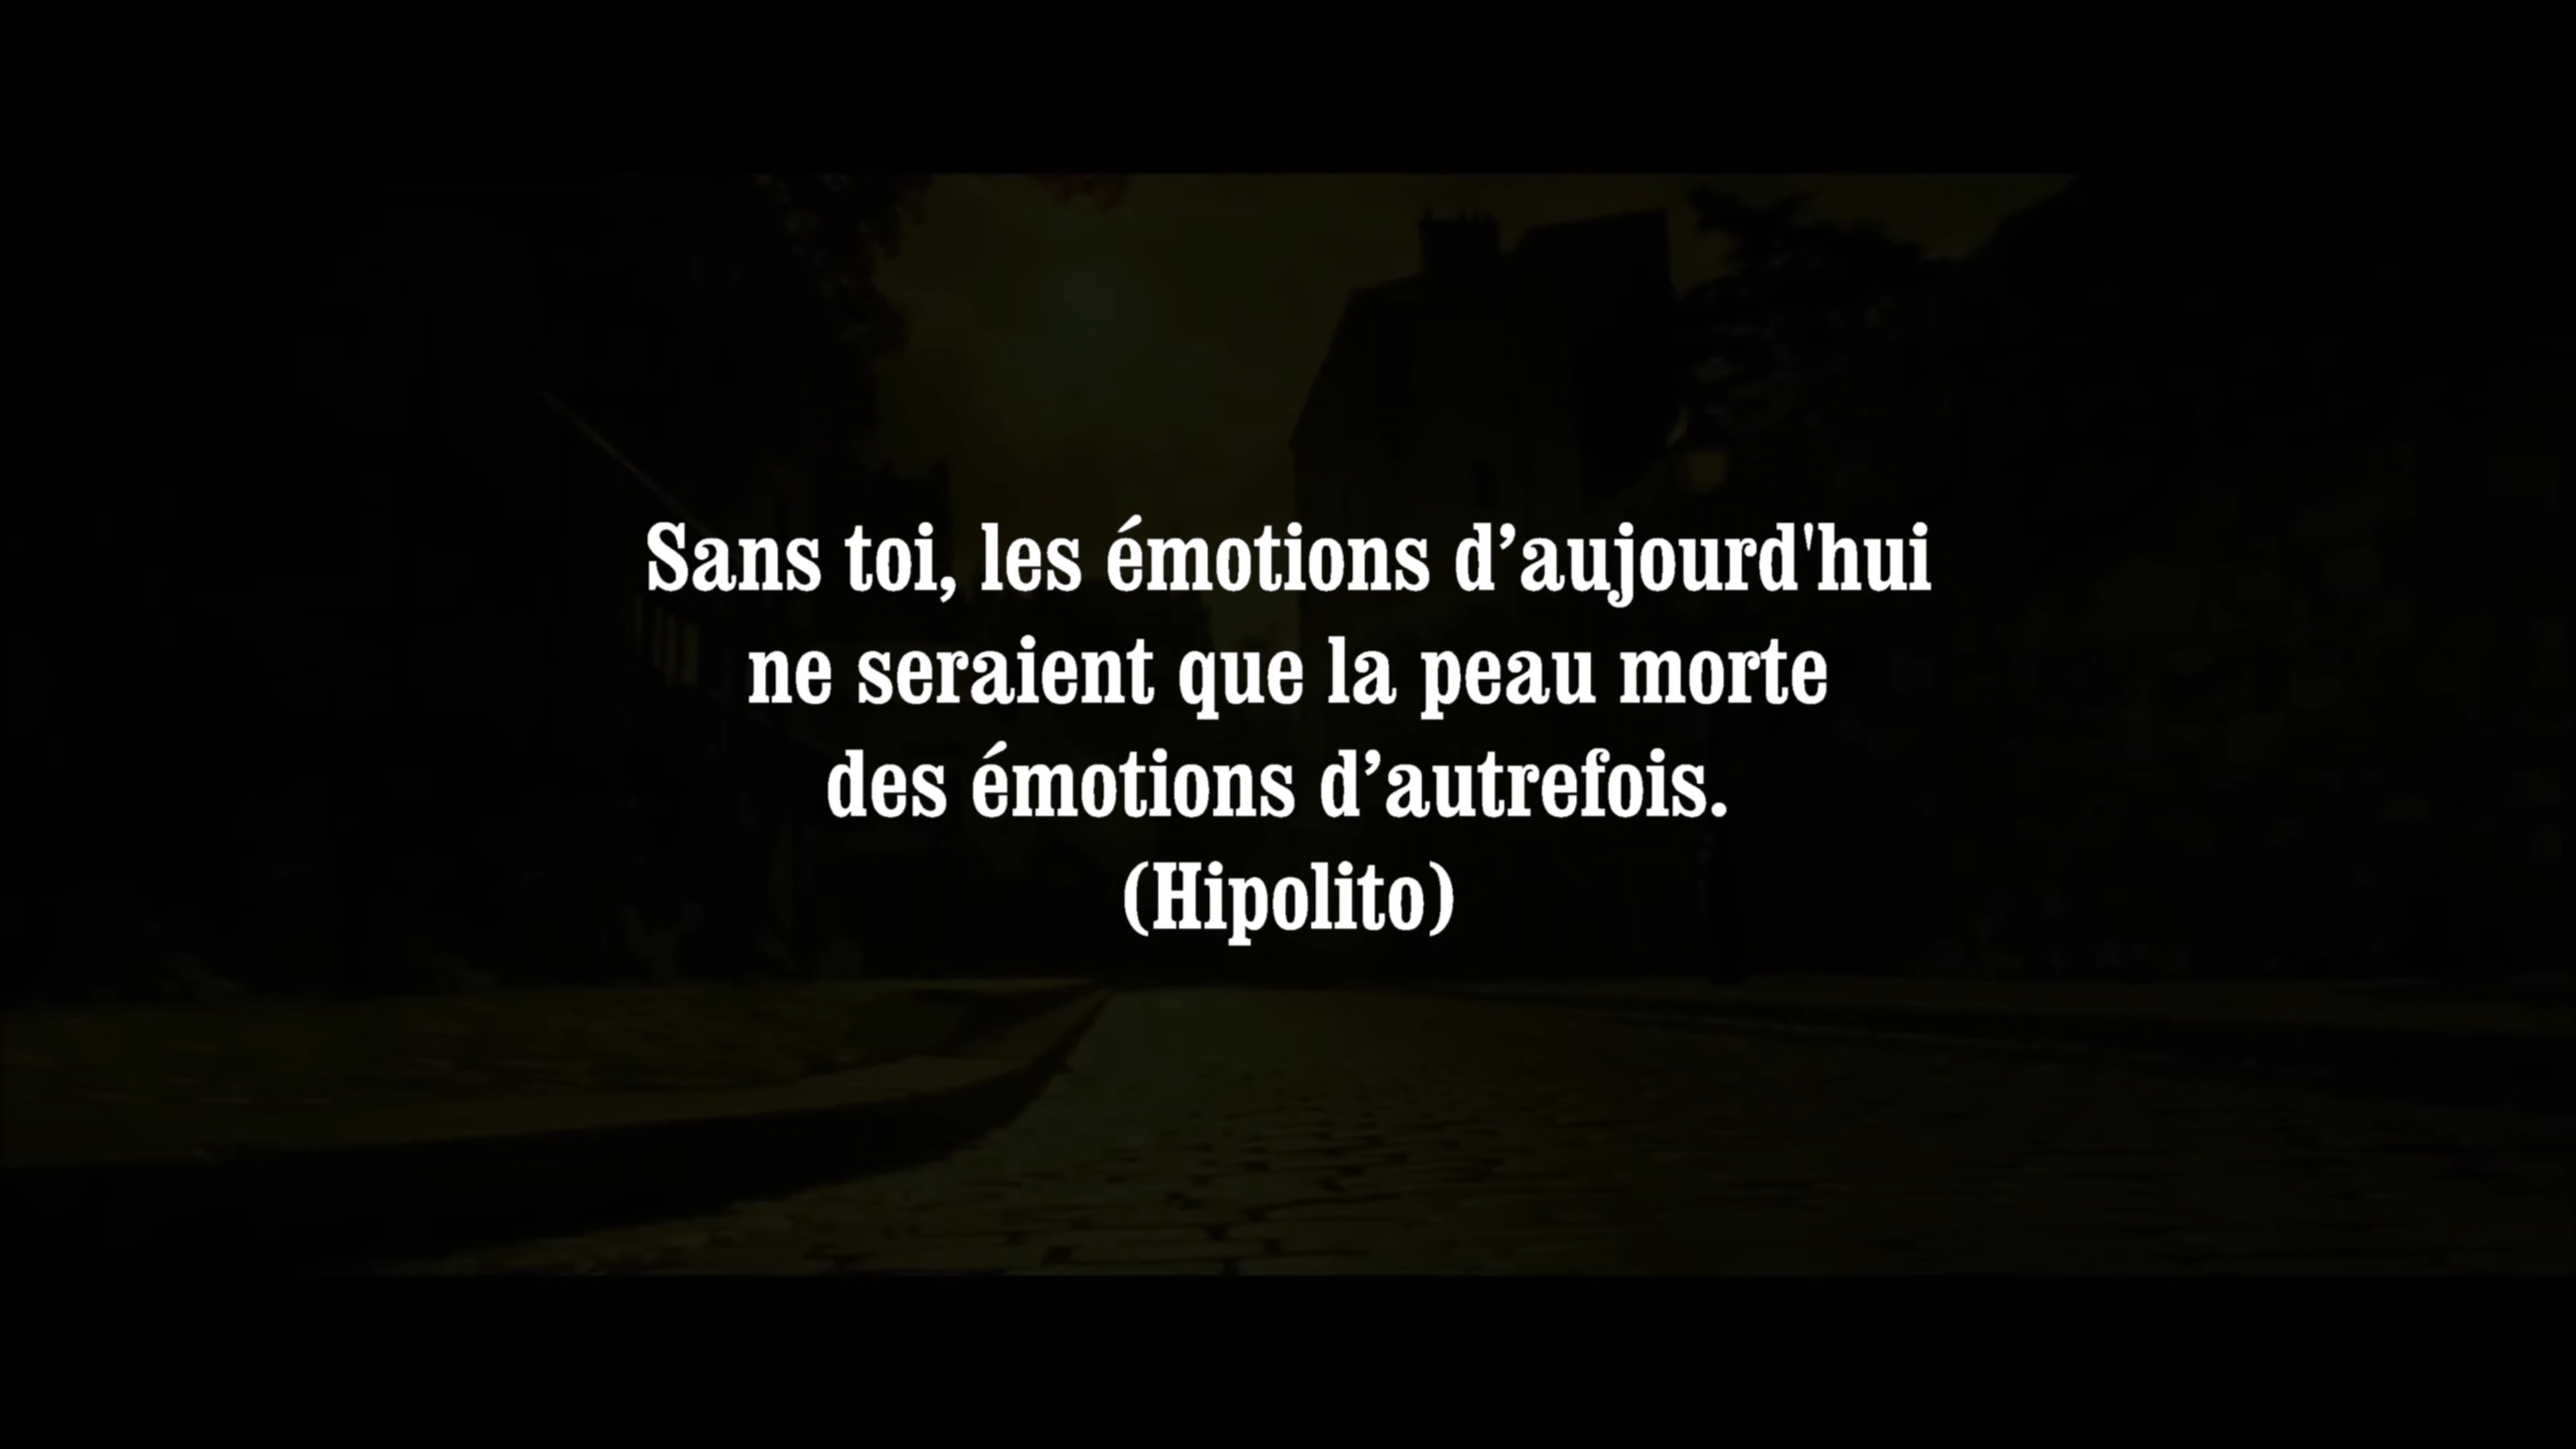 Sans toi, les émotions d’aujourd'hui
ne seraient que la peau morte
des émotions d’autrefois.
(Hipolito)